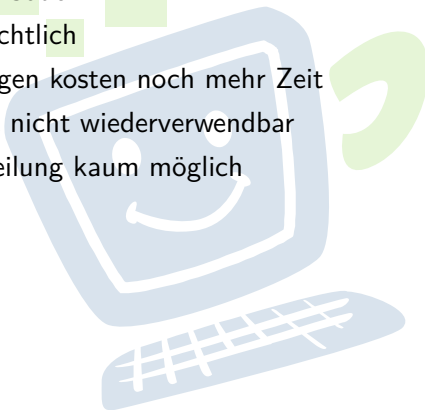 chtlich
gen kosten noch mehr Zeit
nicht wiederverwendbar
eilung kaum möglich